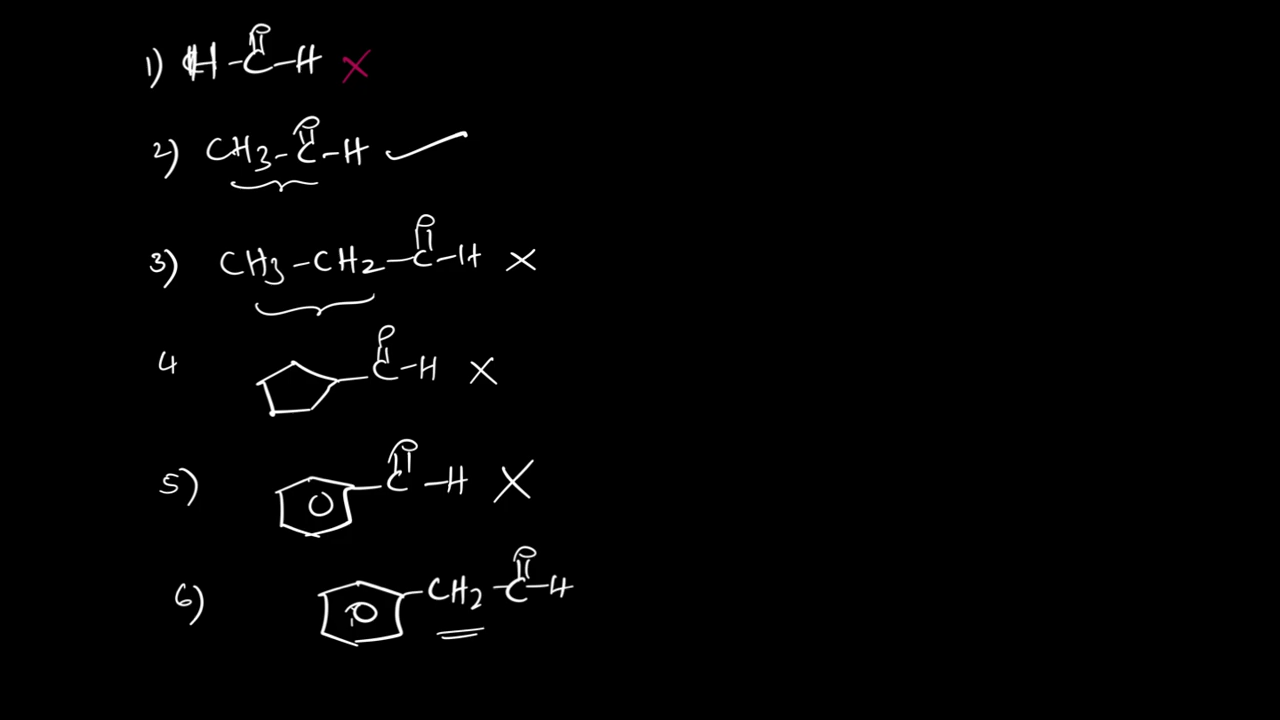 1) H-C-H X
O
2) CH3-C-H ✓
O
3) CH3-CH2-C-H X
O
4 C-H X
O
5) C-H X
O
6) CH2-C-H
O